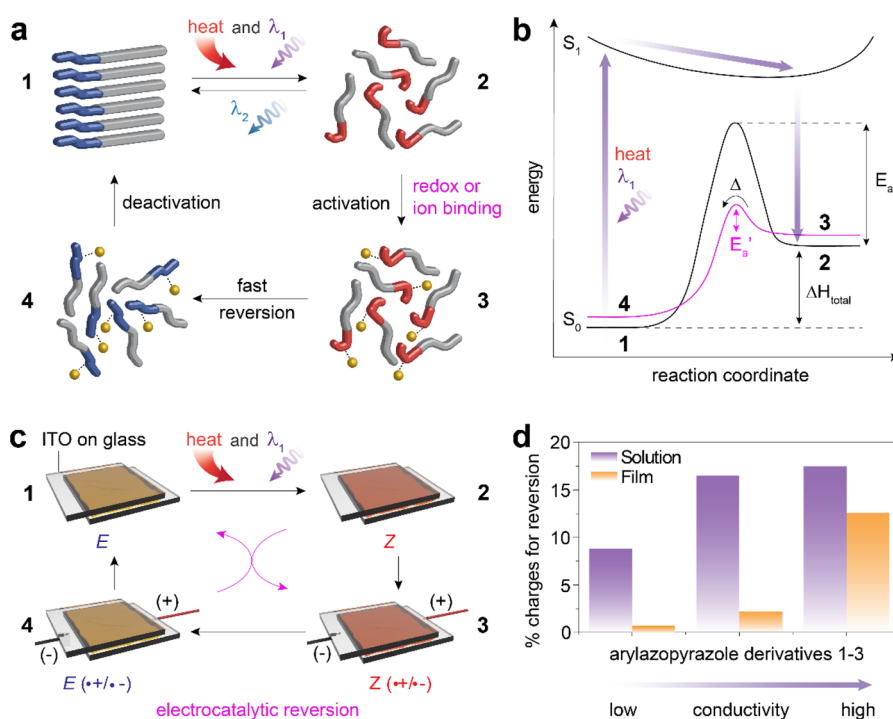 a
heat and λ1
1
2
λ2
deactivation
activation
redox or
ion binding
4
fast
reversion
3
b
S1
energy
heat
λ1
Δ
Ea
Ea'
3
2
4
ΔHtotal
S0
1
reaction coordinate
c
ITO on glass
heat and λ1
1
2
E
Z
(+)
(+)
4
3
(-)
(-)
E (•+/•-)
Z (•+/•-)
electrocatalytic reversion
d
% charges for reversion
20
15
10
5
0
Solution
Film
arylazopyrazole derivatives 1-3
low conductivity high